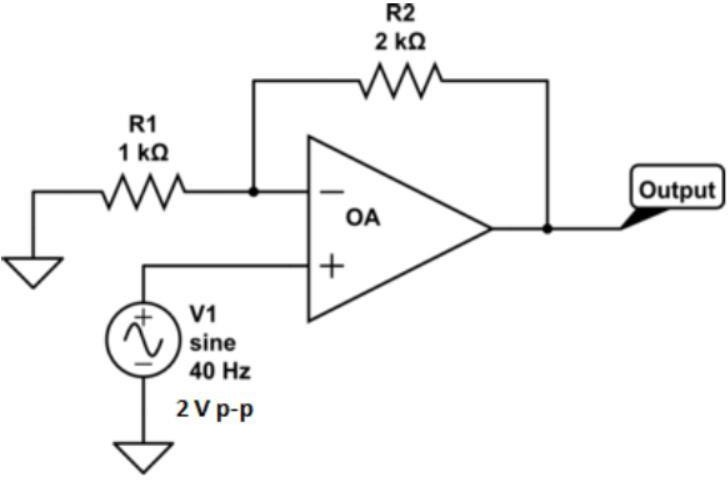 R2
2 kΩ
R1
1 kΩ
−
OA
+
Output
+
V1
sine
−
40 Hz
2 V p-p